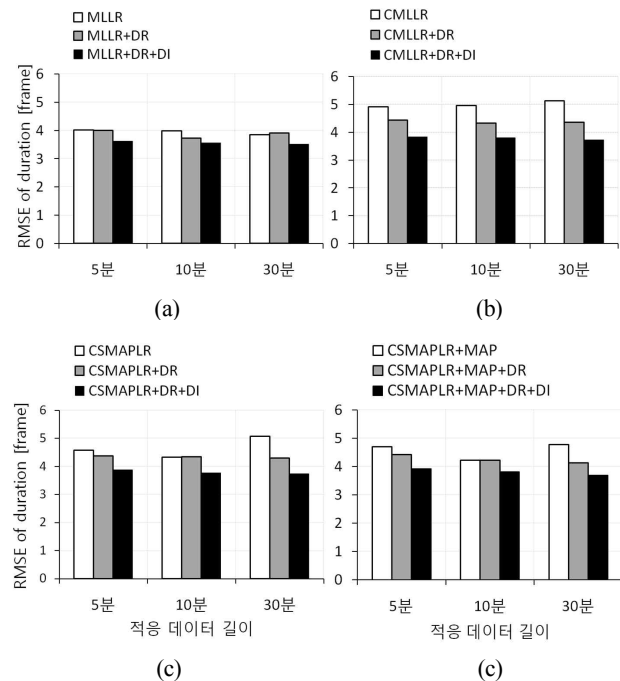 MLLR
MLLR+DR
MLLR+DR+DI
RMSE of duration [frame]
6
5
4
3
2
1
0
5분 10분 30분
(a)
CMLLR
CMLLR+DR
CMLLR+DR+DI
6
5
4
3
2
1
0
5분 10분 30분
(b)
CSMAPLR
CSMAPLR+DR
CSMAPLR+DR+DI
RMSE of duration [frame]
6
5
4
3
2
1
0
5분 10분 30분
적응 데이터 길이
(c)
CSMAPLR+MAP
CSMAPLR+MAP+DR
CSMAPLR+MAP+DR+DI
6
5
4
3
2
1
0
5분 10분 30분
적응 데이터 길이
(c)